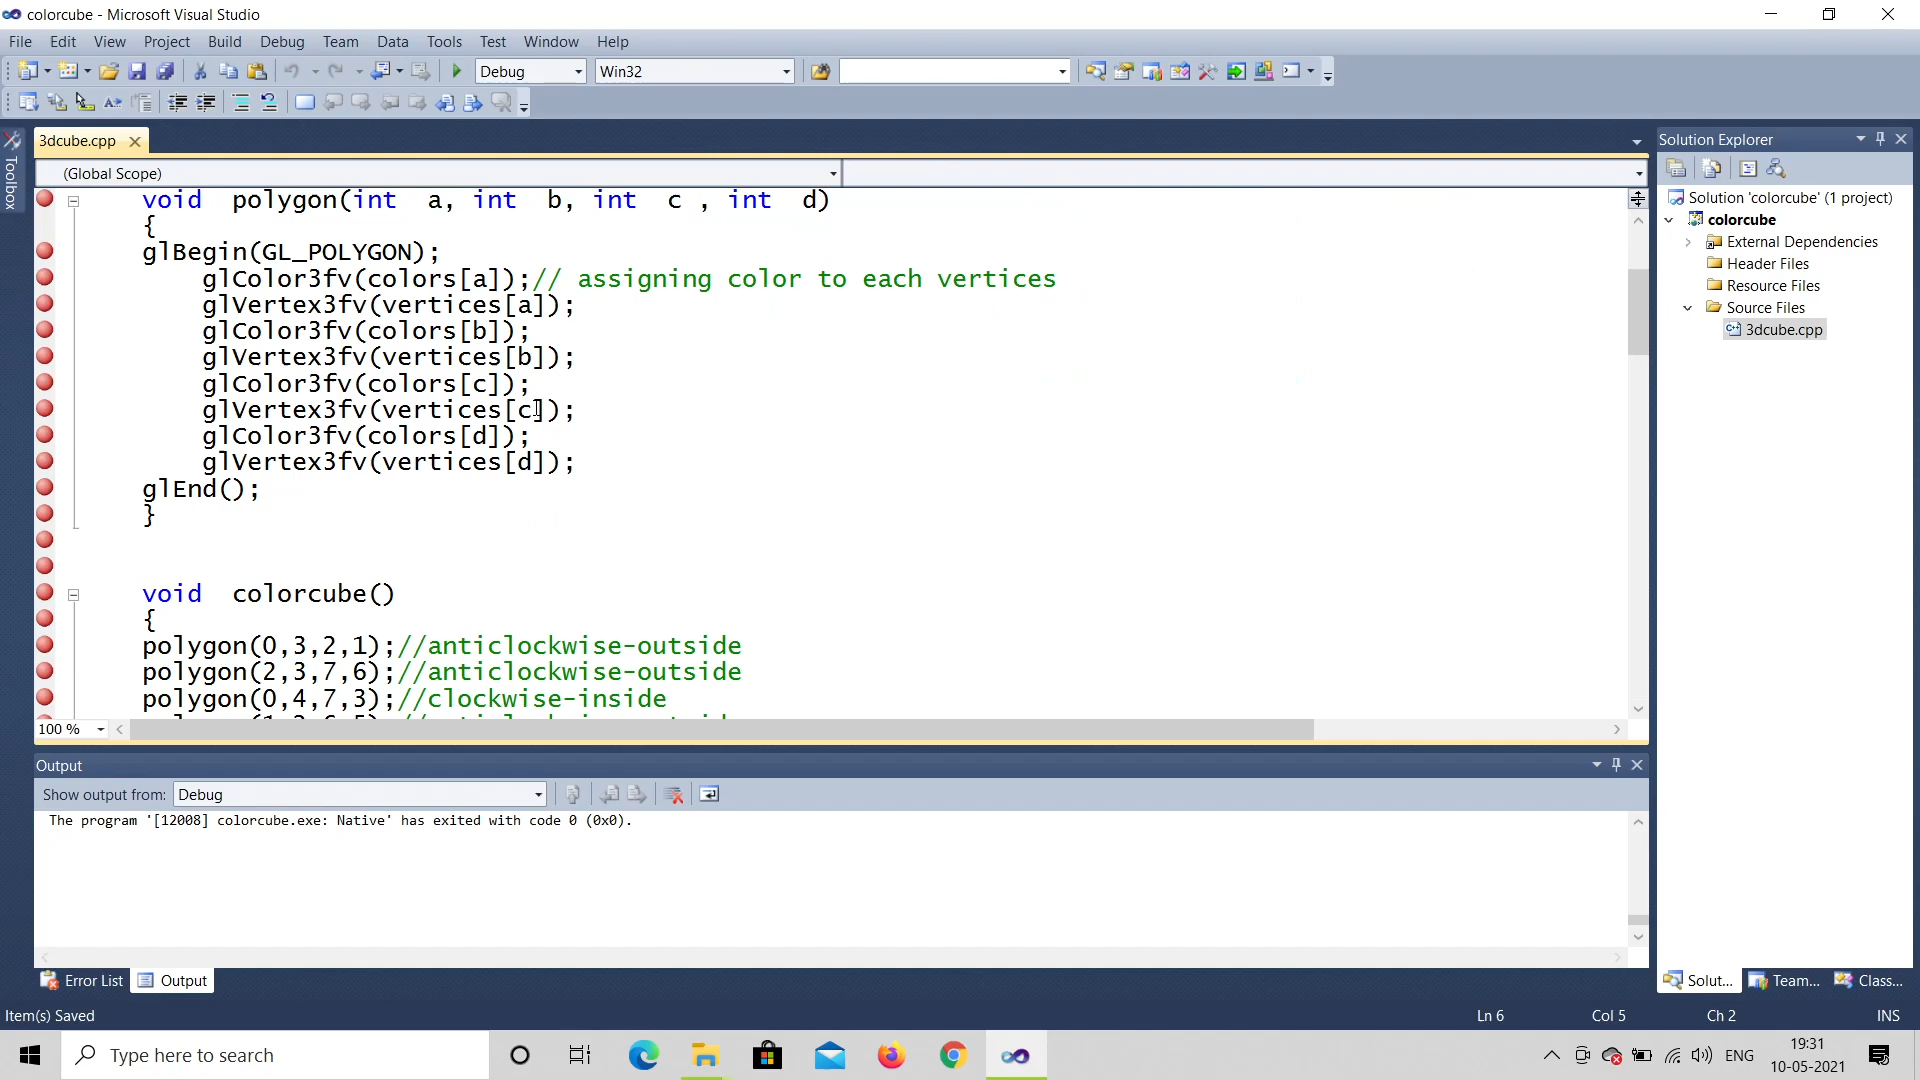 colorcube - Microsoft Visual Studio
File Edit View Project Build Debug Team Data Tools Test Window Help
Debug Win32
3dcube.cpp
Solution Explorer
Toolbox
(Global Scope)
void  polygon(int  a, int  b, int  c , int  d)
{
glBegin(GL_POLYGON);
glColor3fv(colors[a]);// assigning color to each vertices
glVertex3fv(vertices[a]);
glColor3fv(colors[b]);
glVertex3fv(vertices[b]);
glColor3fv(colors[c]);
glVertex3fv(vertices[c]);
glColor3fv(colors[d]);
glVertex3fv(vertices[d]);
glEnd();
}
void  colorcube()
{
polygon(0,3,2,1);//anticlockwise-outside
polygon(2,3,7,6);//anticlockwise-outside
polygon(0,4,7,3);//clockwise-inside
100 %
Solution 'colorcube' (1 project)
colorcube
External Dependencies
Header Files
Resource Files
Source Files
3dcube.cpp
Output
Show output from: Debug
The program '[12008] colorcube.exe: Native' has exited with code 0 (0x0).
Error List Output
Solut... Team... Class...
Item(s) Saved Ln 6 Col 5 Ch 2 INS
Type here to search
ENG 19:31
10-05-2021